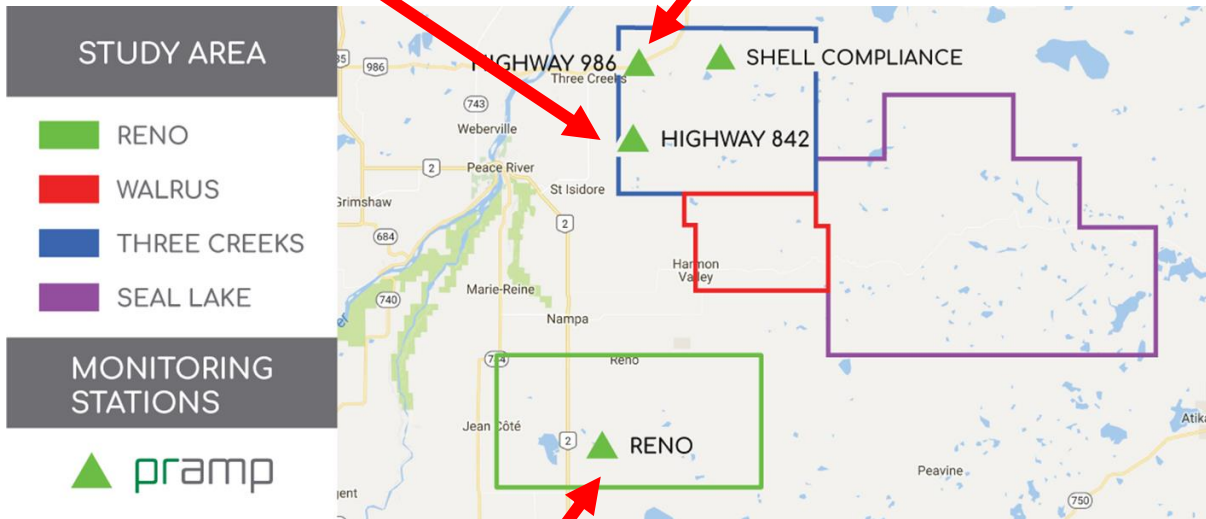 STUDY AREA
RENO
WALRUS
THREE CREEKS
SEAL LAKE
MONITORING
STATIONS
pramp
986
HIGHWAY 986
SHELL COMPLIANCE
Three Creeks
743
Weberville
HIGHWAY 842
2
Peace River
St Isidore
Grimshaw
2
684
Harmon
Valley
740
Marie-Reine
Nampa
Reno
Jean Côté
2
RENO
Peavine
750